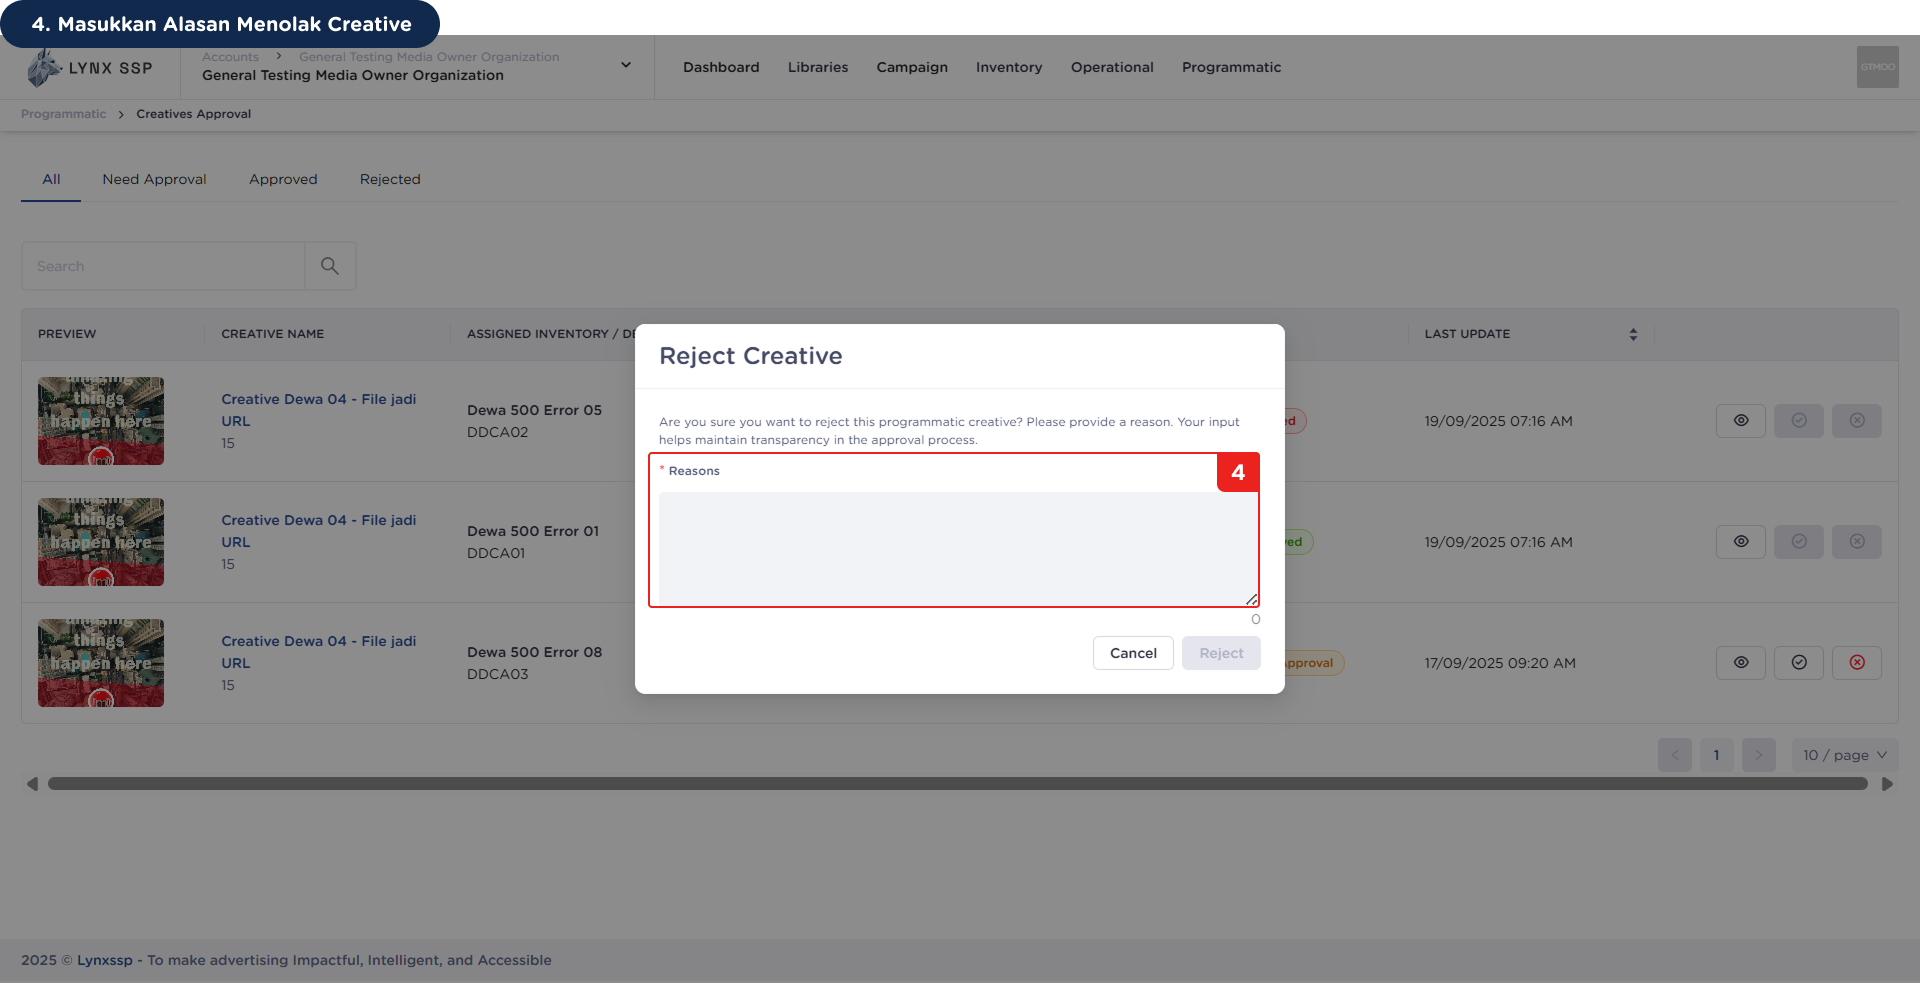 4. Masukkan Alasan Menolak Creative
LYNX SSP
Accounts > General Testing Media Owner Organization
General Testing Media Owner Organization
Dashboard Libraries Campaign Inventory Operational Programmatic
GTMOO
Programmatic > Creatives Approval
All Need Approval Approved Rejected
Search
PREVIEW CREATIVE NAME ASSIGNED INVENTORY / DE LAST UPDATE
Reject Creative
Are you sure you want to reject this programmatic creative? Please provide a reason. Your input
helps maintain transparency in the approval process.
* Reasons
4
0
Cancel Reject
things
happen here
Creative Dewa 04 - File jadi
URL
15
Dewa 500 Error 05
DDCA02
ed
19/09/2025 07:16 AM
things
happen here
Creative Dewa 04 - File jadi
URL
15
Dewa 500 Error 01
DDCA01
ved
19/09/2025 07:16 AM
things
happen here
Creative Dewa 04 - File jadi
URL
15
Dewa 500 Error 08
DDCA03
Approval
17/09/2025 09:20 AM
< 1 > 10 / page
2025 © Lynxssp - To make advertising Impactful, Intelligent, and Accessible